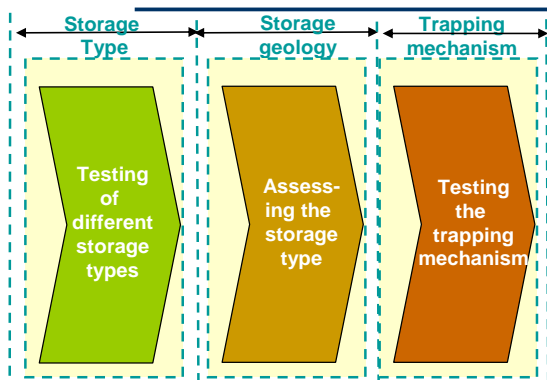 Storage
Type
Storage
geology
Trapping
mechanism
Testing
of
different
storage
types
Assess-
ing the
storage
type
Testing
the
trapping
mechanism